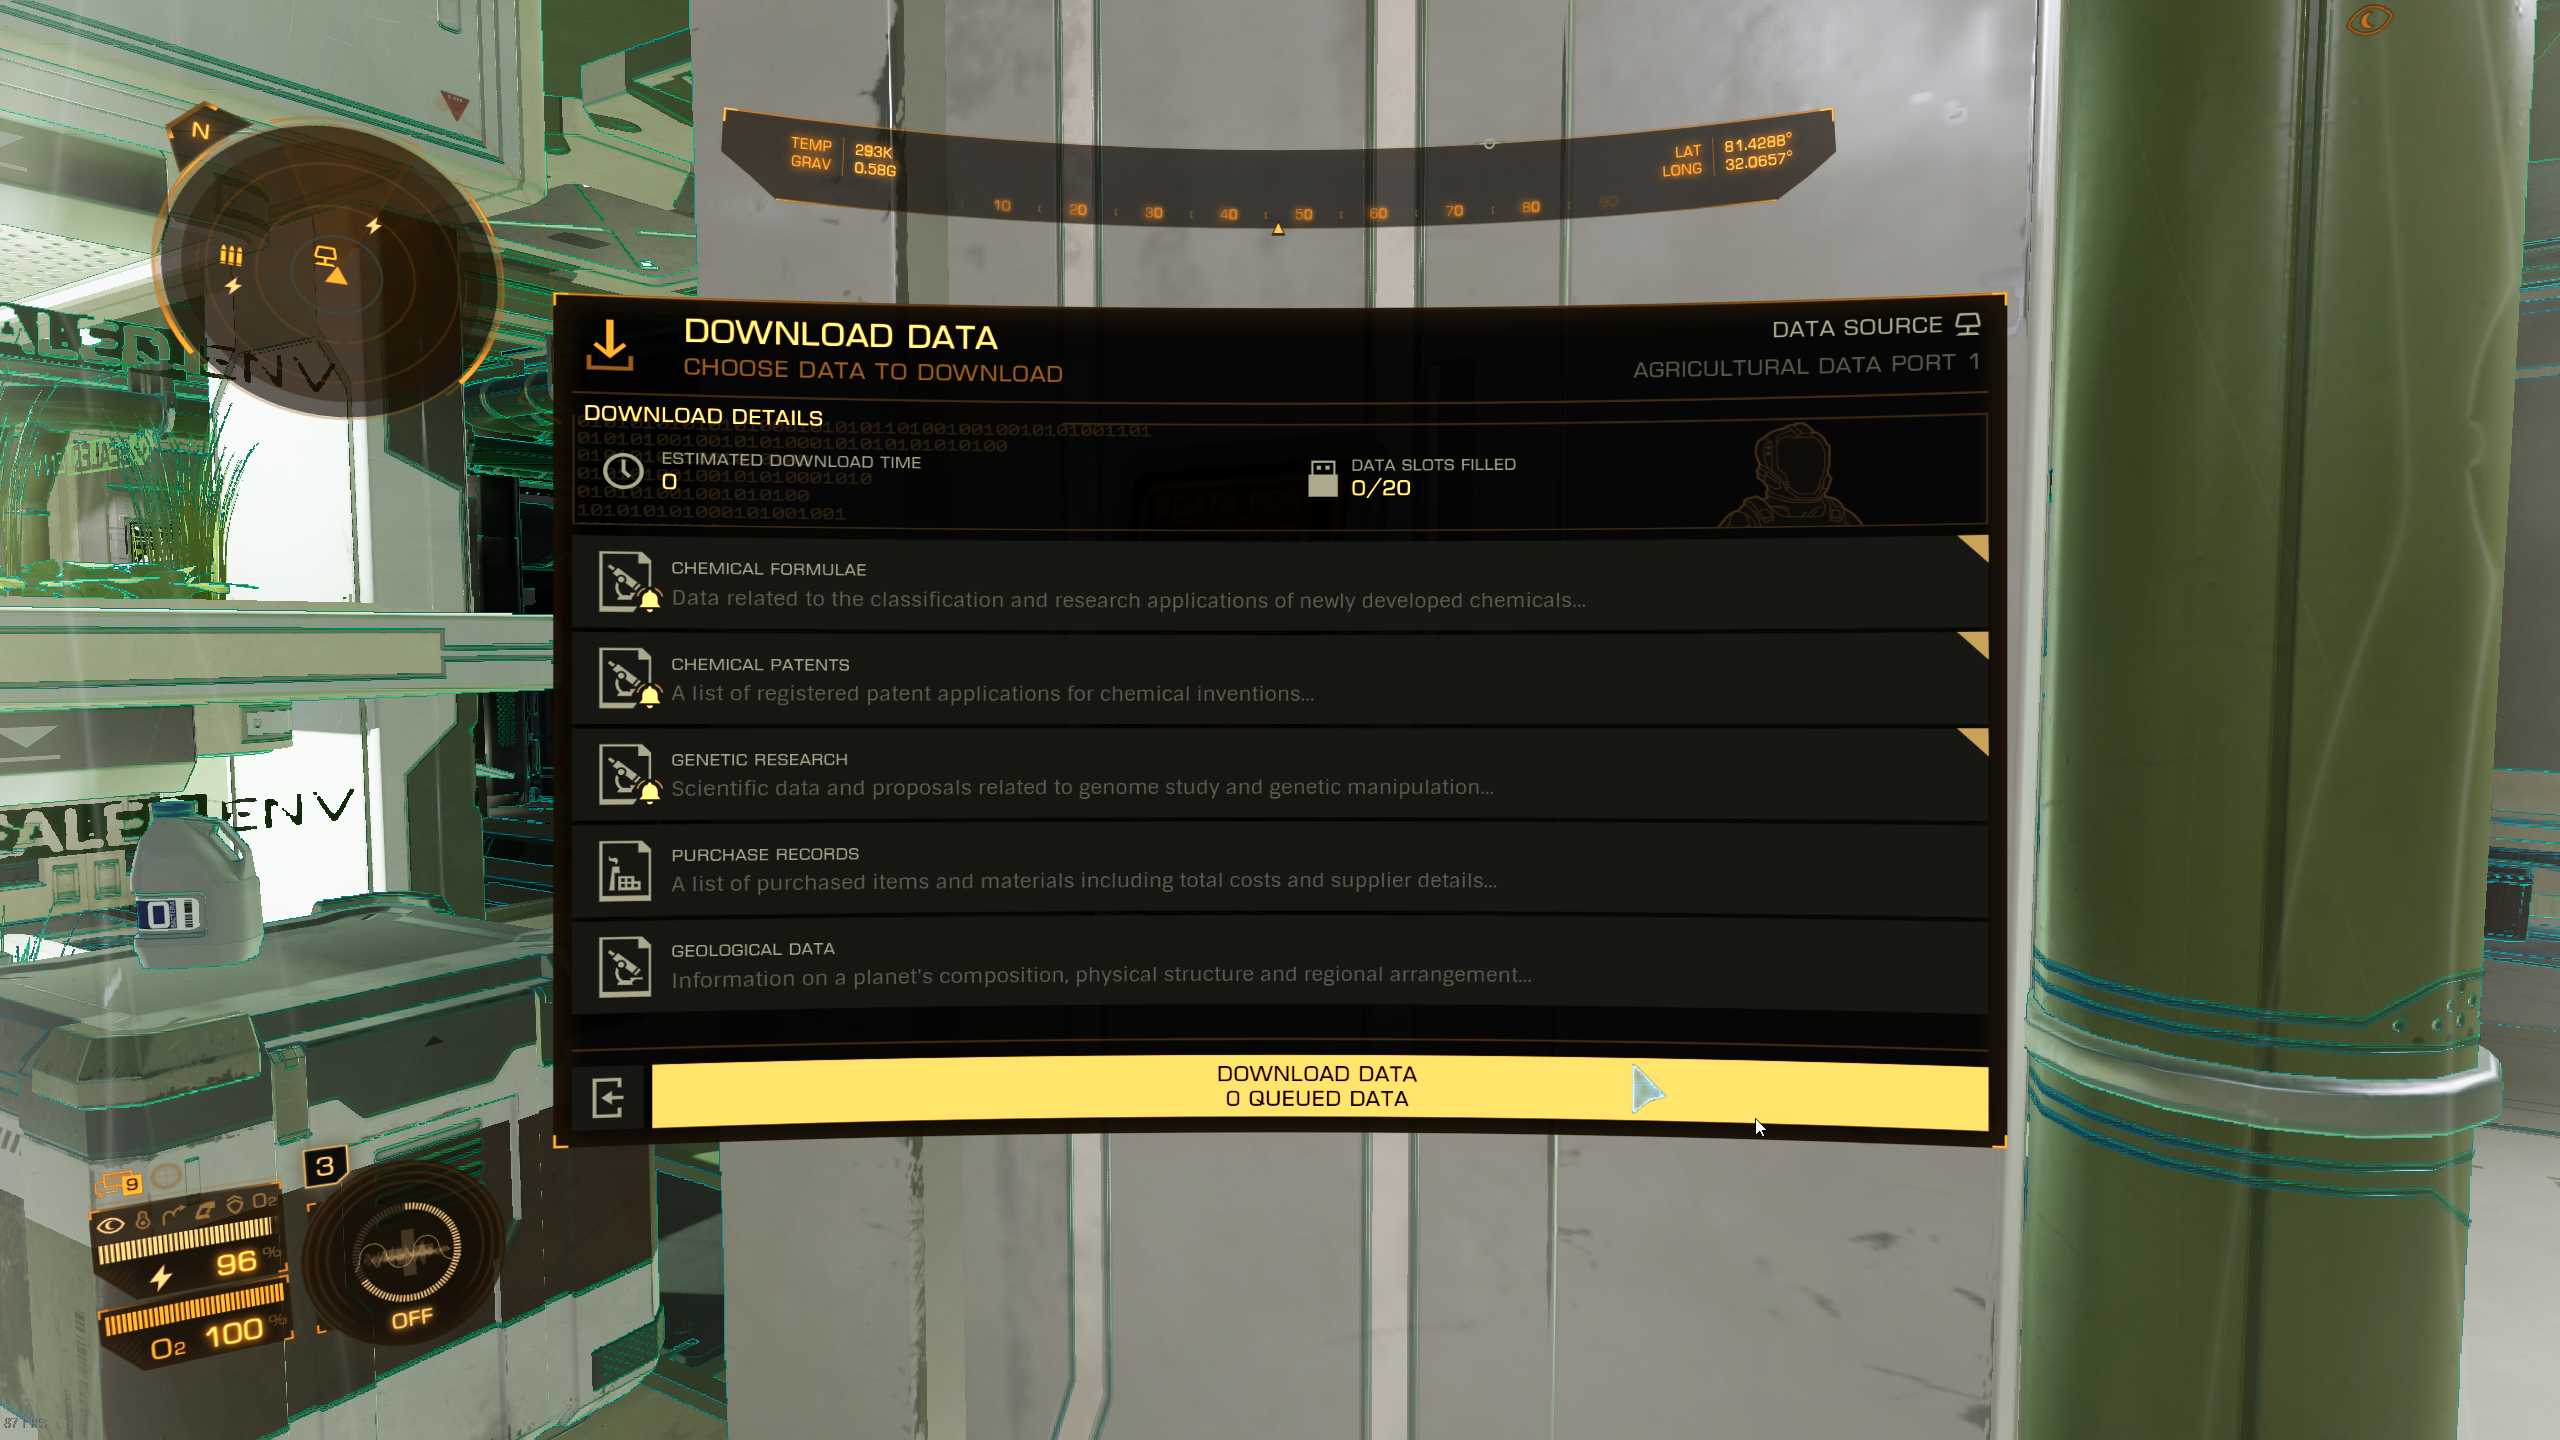 N
TEMP 293K
GRAV 0.58G
LAT 81.4288°
LONG 32.0657°
10 20 30 40 50 60 70 80 90
DOWNLOAD DATA
CHOOSE DATA TO DOWNLOAD
DATA SOURCE
AGRICULTURAL DATA PORT 1
DOWNLOAD DETAILS
ESTIMATED DOWNLOAD TIME
0
DATA SLOTS FILLED
0/20
DATA PORT
CHEMICAL FORMULAE
Data related to the classification and research applications of newly developed chemicals...
CHEMICAL PATENTS
A list of registered patent applications for chemical inventions...
GENETIC RESEARCH
Scientific data and proposals related to genome study and genetic manipulation...
PURCHASE RECORDS
A list of purchased items and materials including total costs and supplier details...
GEOLOGICAL DATA
Information on a planet's composition, physical structure and regional arrangement...
DOWNLOAD DATA
0 QUEUED DATA
ENV
ENV
9
3
O2
96 %
O2 100 %
OFF